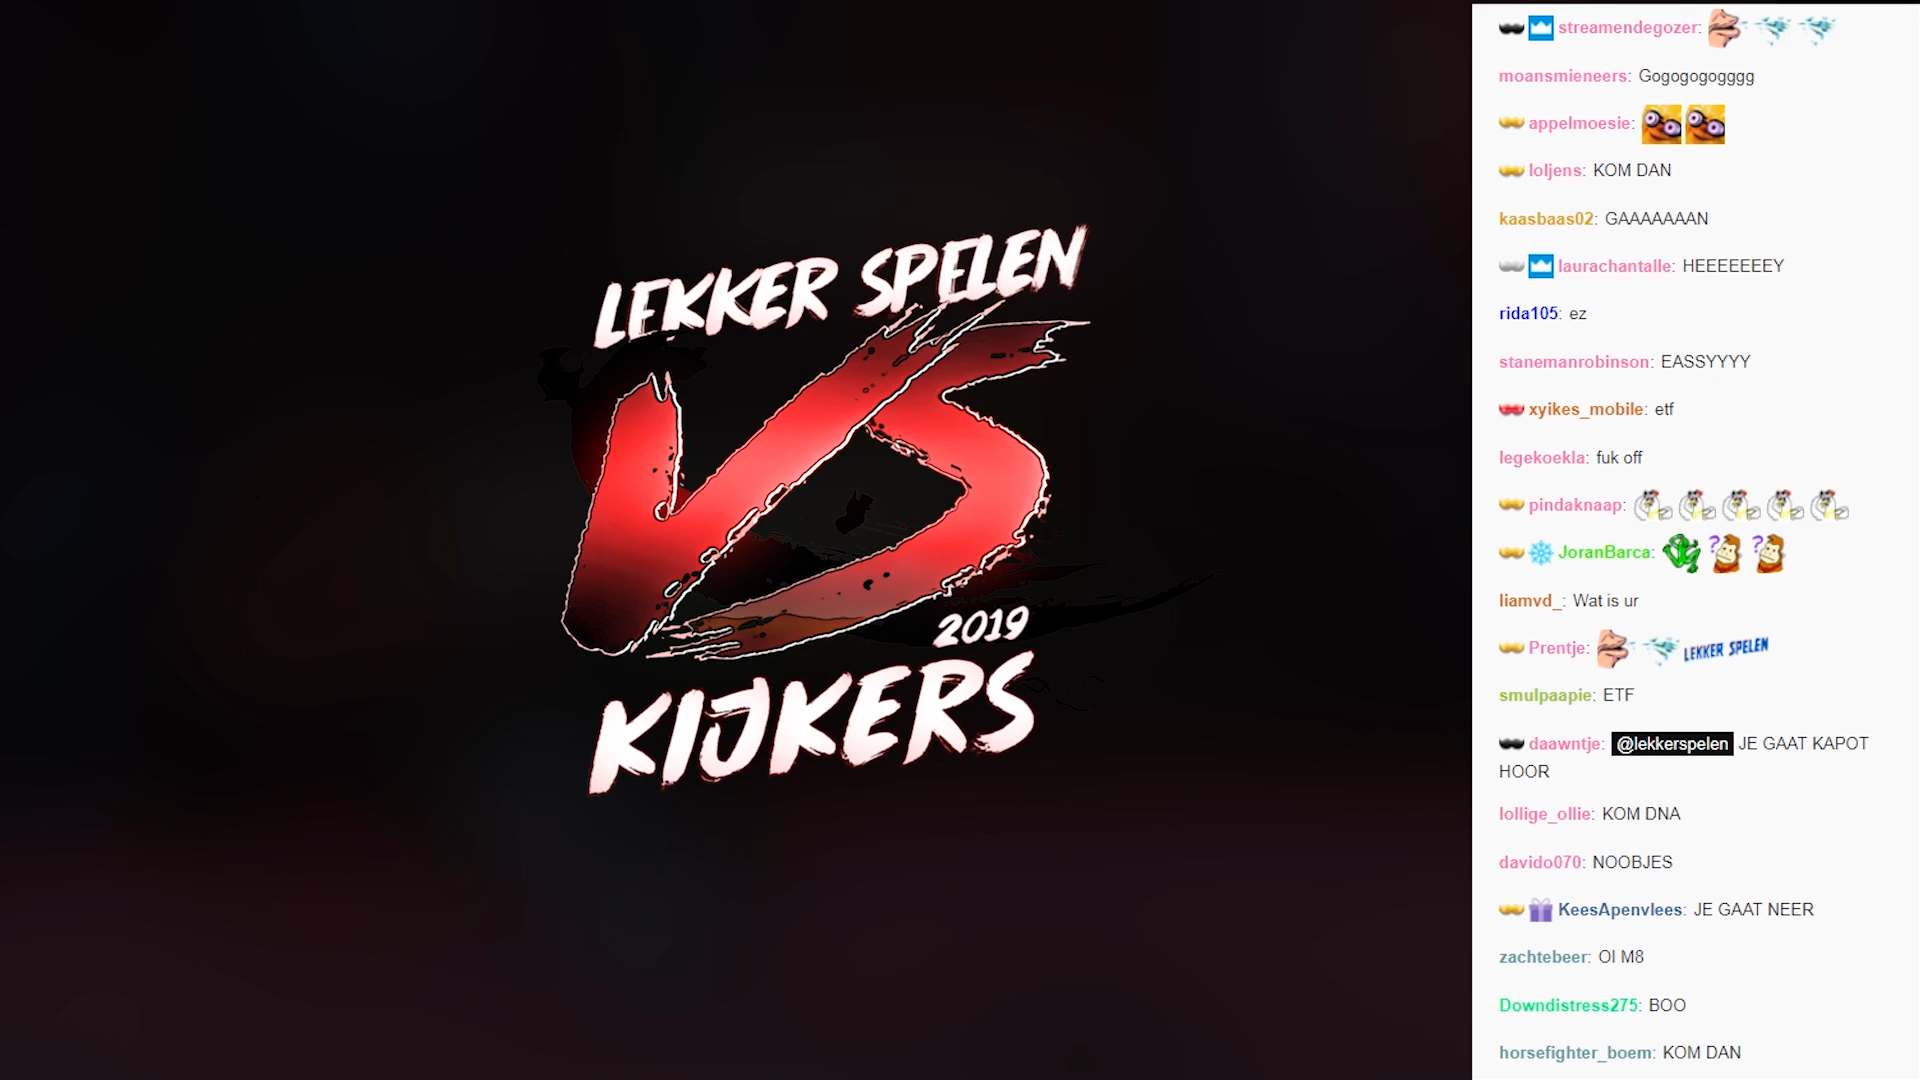 LEKKER SPELEN
VS
2019
KIJKERS
streamendegozer:
moansmieneers: Gogogogogggg
appelmoesie:
loljens: KOM DAN
kaasbaas02: GAAAAAAAN
laurachantalle: HEEEEEEEY
rida105: ez
stanemanrobinson: EASSYYYY
xyikes_mobile: etf
legekoekla: fuk off
pindaknaap:
JoranBarca: ? ?
liamvd_: Wat is ur
Prentje: LEKKER SPELEN
smulpaapie: ETF
daawntje: @lekkerspelen JE GAAT KAPOT
HOOR
lollige_ollie: KOM DNA
davido070: NOOBJES
KeesApenvlees: JE GAAT NEER
zachtebeer: OI M8
Downdistress275: BOO
horsefighter_boem: KOM DAN